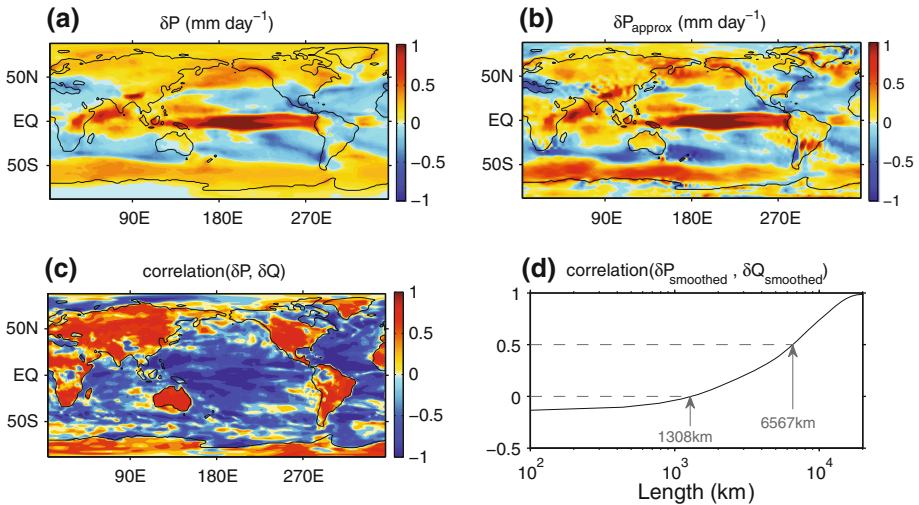 (a) δP (mm day⁻¹)
50N
EQ
50S
90E 180E 270E
1
0.5
0
−0.5
−1
(b) δP_approx (mm day⁻¹)
50N
EQ
50S
90E 180E 270E
1
0.5
0
−0.5
−1
(c) correlation(δP, δQ)
50N
EQ
50S
90E 180E 270E
1
0.5
0
−0.5
−1
(d) correlation(δP_smoothed , δQ_smoothed)
1
0.5
0
−0.5
1308km
6567km
10² 10³ 10⁴
Length (km)